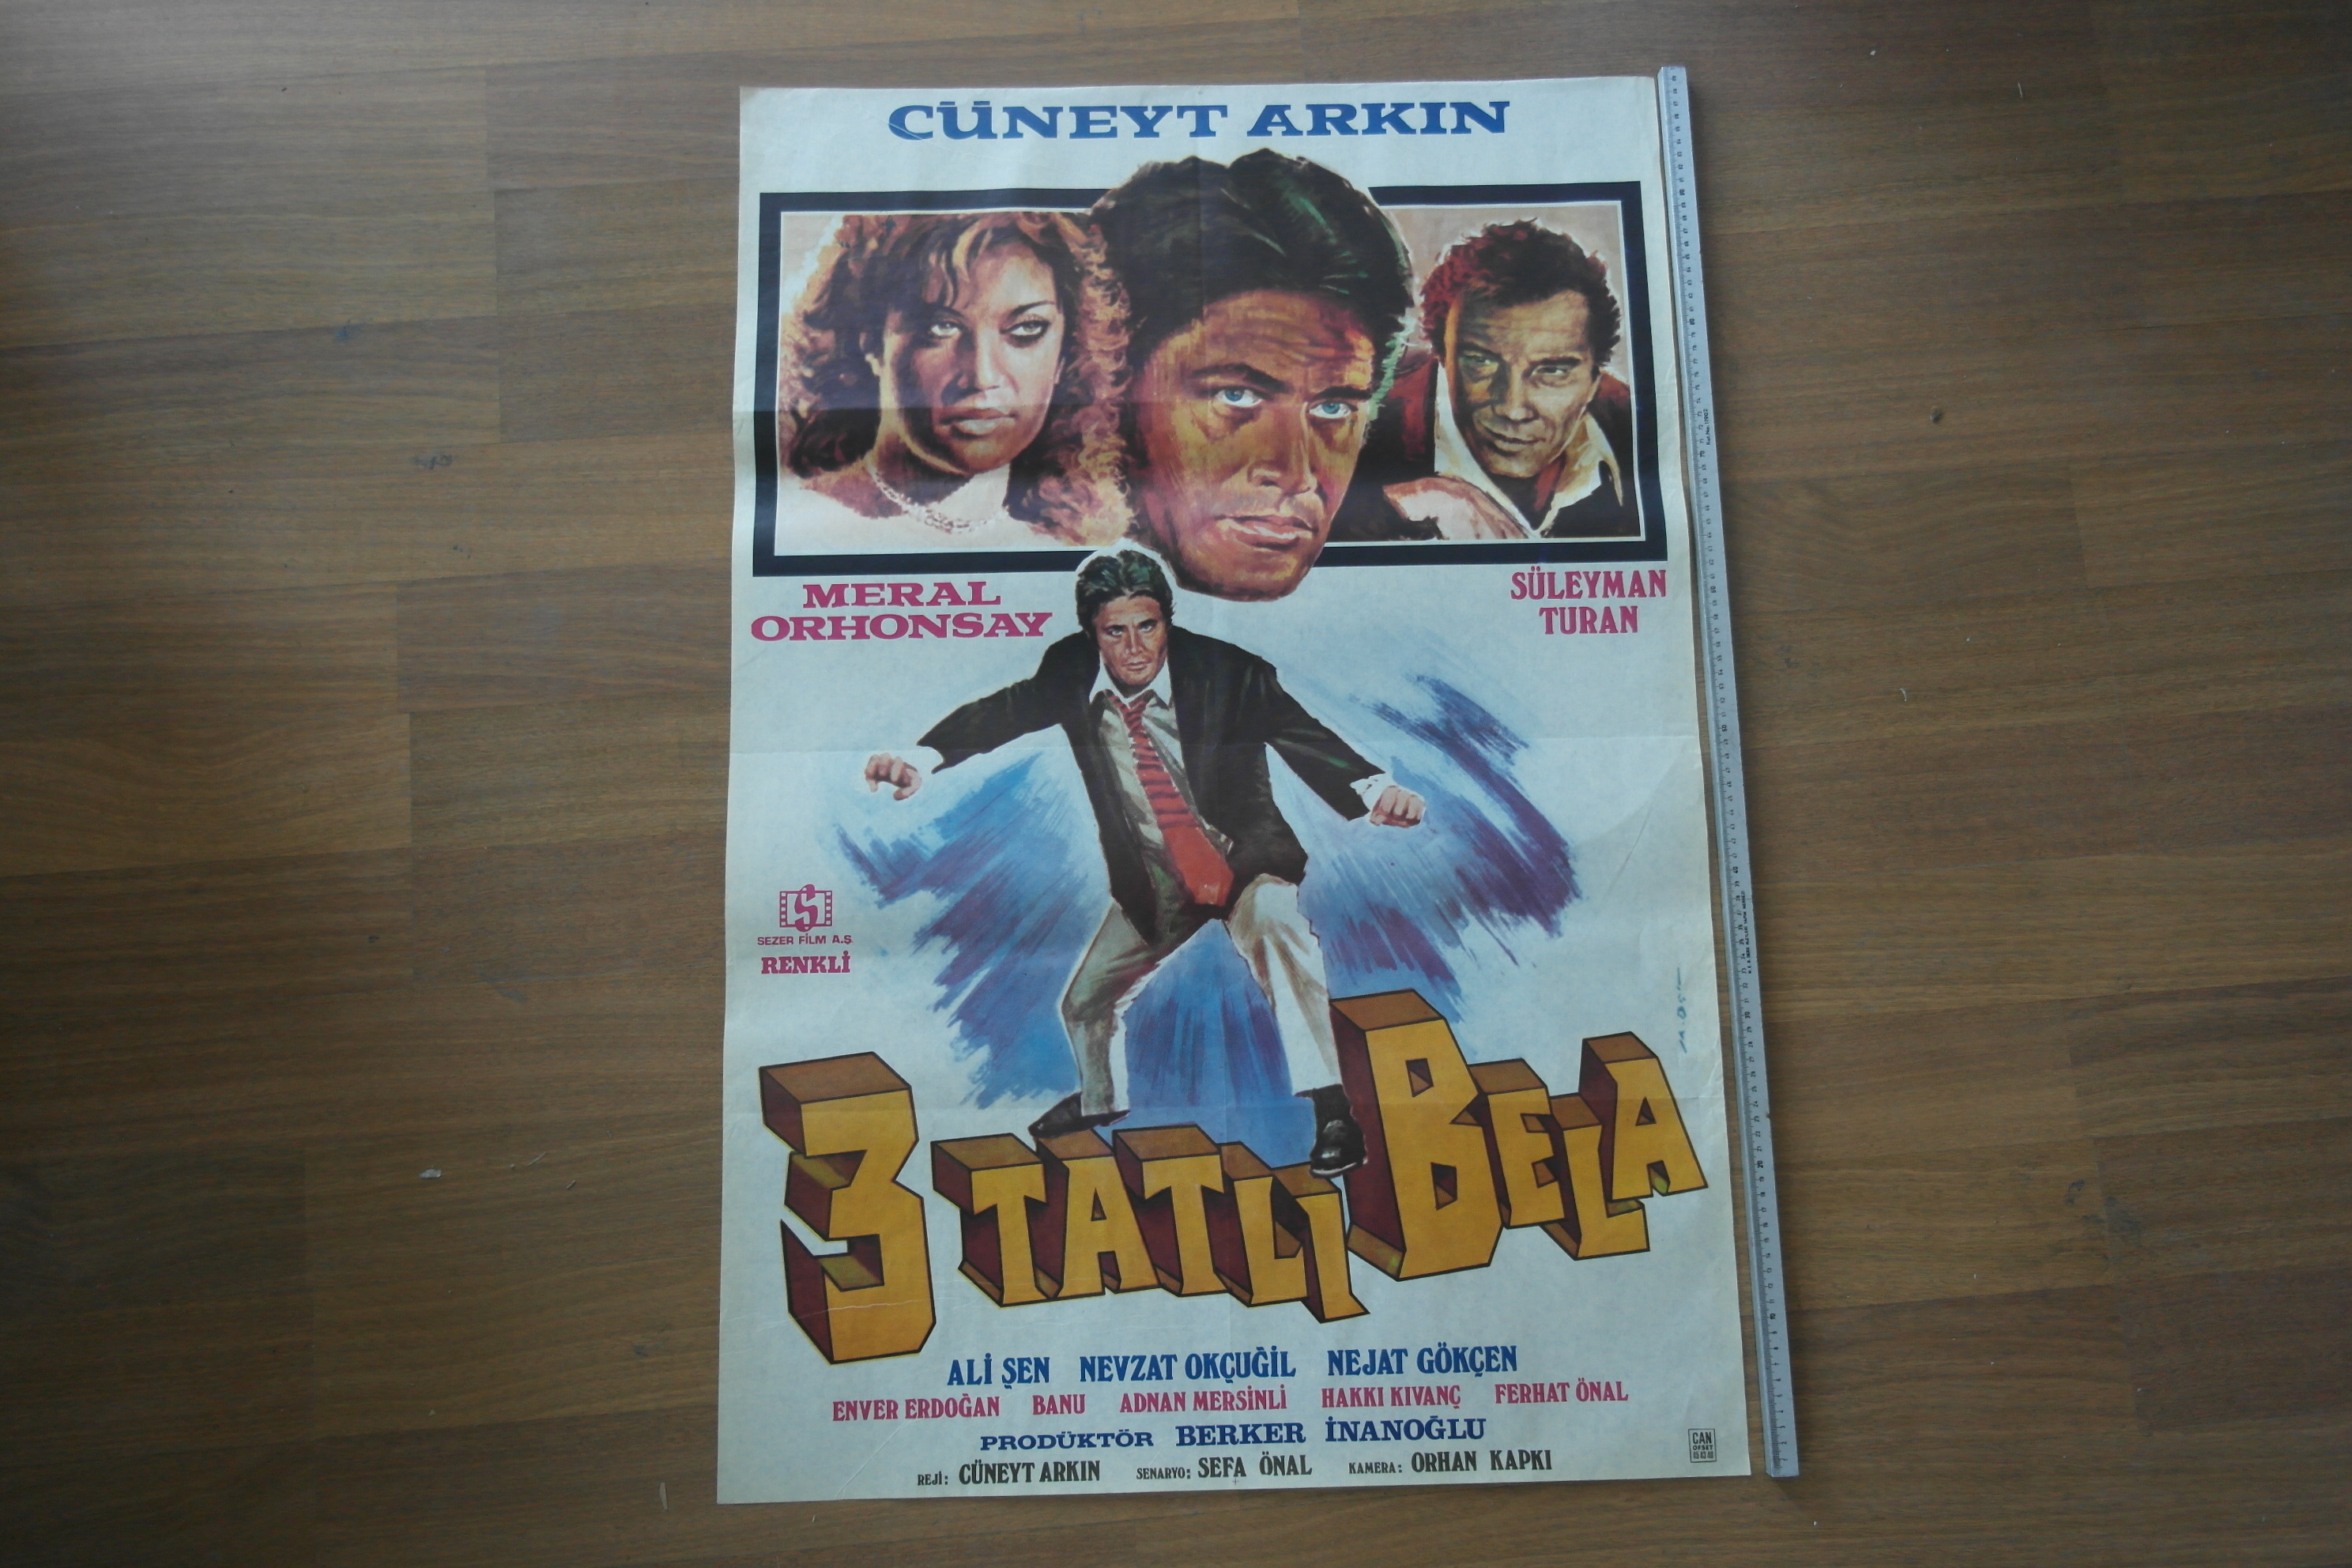 CÜNEYT ARKIN
MERAL
ORHONSAY
SÜLEYMAN
TURAN
SEZER FİLM A.Ş
RENKLİ
3 TATLI BELA
ALİ ŞEN NEVZAT OKÇUĞİL NEJAT GÖKÇEN
ENVER ERDOĞAN BANU ADNAN MERSİNLİ HAKKI KIVANÇ FERHAT ÖNAL
PRODÜKTÖR BERKER İNANOĞLU
REJİ: CÜNEYT ARKIN SENARYO: SEFA ÖNAL KAMERA: ORHAN KAPKI
CAN
OFSET